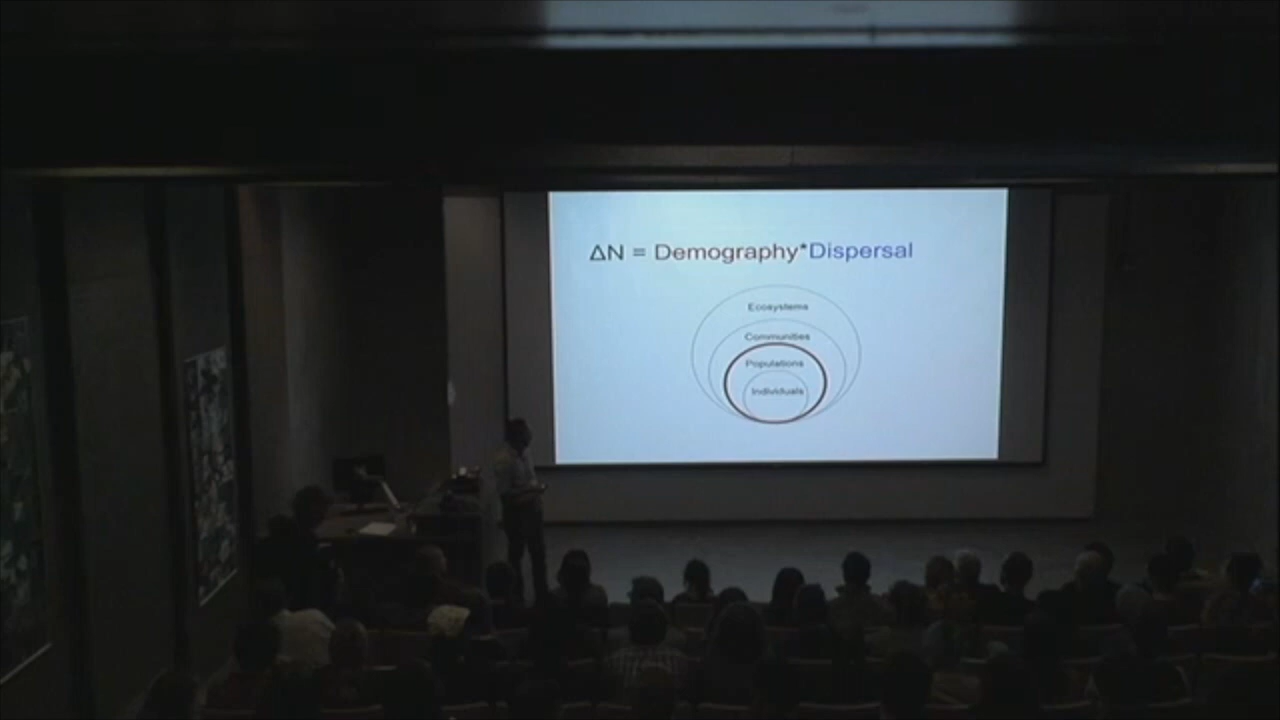 ΔN = Demography*Dispersal
Ecosystems
Communities
Populations
Individuals